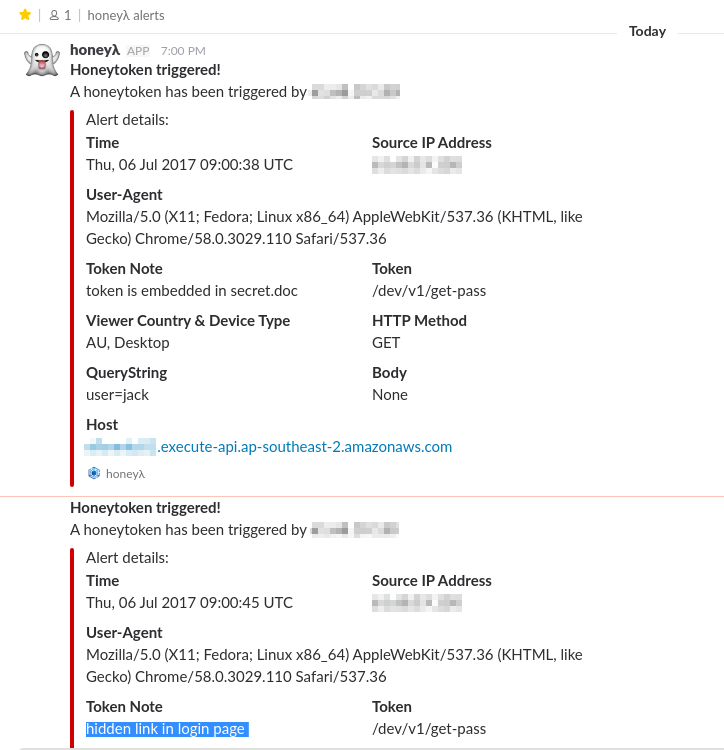 1 honeyλ alerts
Today
honeyλ APP 7:00 PM
Honeytoken triggered!
A honeytoken has been triggered by
Alert details:
Time Source IP Address
Thu, 06 Jul 2017 09:00:38 UTC
User-Agent
Mozilla/5.0 (X11; Fedora; Linux x86_64) AppleWebKit/537.36 (KHTML, like
Gecko) Chrome/58.0.3029.110 Safari/537.36
Token Note Token
token is embedded in secret.doc /dev/v1/get-pass
Viewer Country & Device Type HTTP Method
AU, Desktop GET
QueryString Body
user=jack None
Host
.execute-api.ap-southeast-2.amazonaws.com
honeyλ
Honeytoken triggered!
A honeytoken has been triggered by
Alert details:
Time Source IP Address
Thu, 06 Jul 2017 09:00:45 UTC
User-Agent
Mozilla/5.0 (X11; Fedora; Linux x86_64) AppleWebKit/537.36 (KHTML, like
Gecko) Chrome/58.0.3029.110 Safari/537.36
Token Note Token
hidden link in login page /dev/v1/get-pass